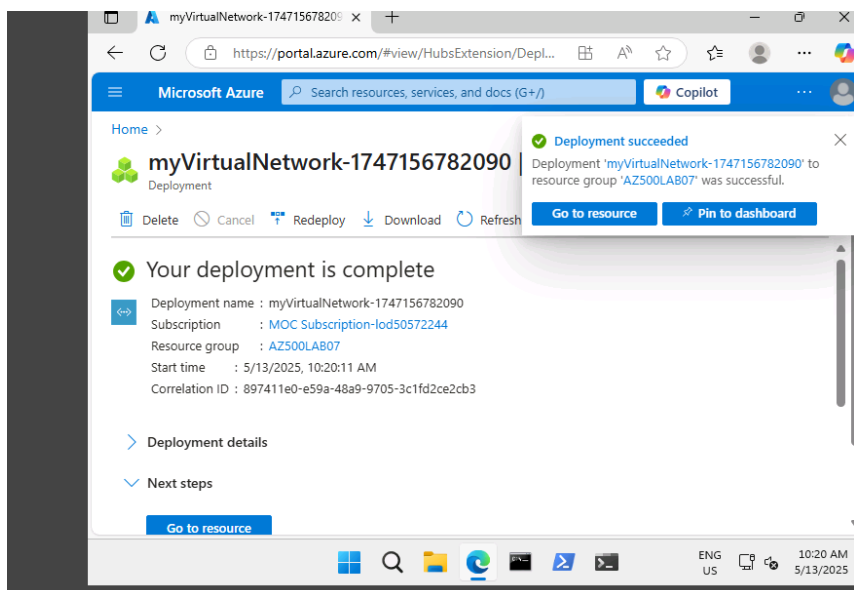 myVirtualNetwork-17471567820
https://portal.azure.com/#view/HubsExtension/Depl...
Microsoft Azure
Search resources, services, and docs (G+/)
Copilot
Home >
myVirtualNetwork-1747156782090 |
Deployment
Delete
Cancel
Redeploy
Download
Refresh
Deployment succeeded
Deployment 'myVirtualNetwork-1747156782090' to
resource group 'AZ500LAB07' was successful.
Go to resource
Pin to dashboard
Your deployment is complete
Deployment name : myVirtualNetwork-1747156782090
Subscription : MOC Subscription-lod50572244
Resource group : AZ500LAB07
Start time : 5/13/2025, 10:20:11 AM
Correlation ID : 897411e0-e59a-48a9-9705-3c1fd2ce2cb3
Deployment details
Next steps
Go to resource
ENG
US
10:20 AM
5/13/2025